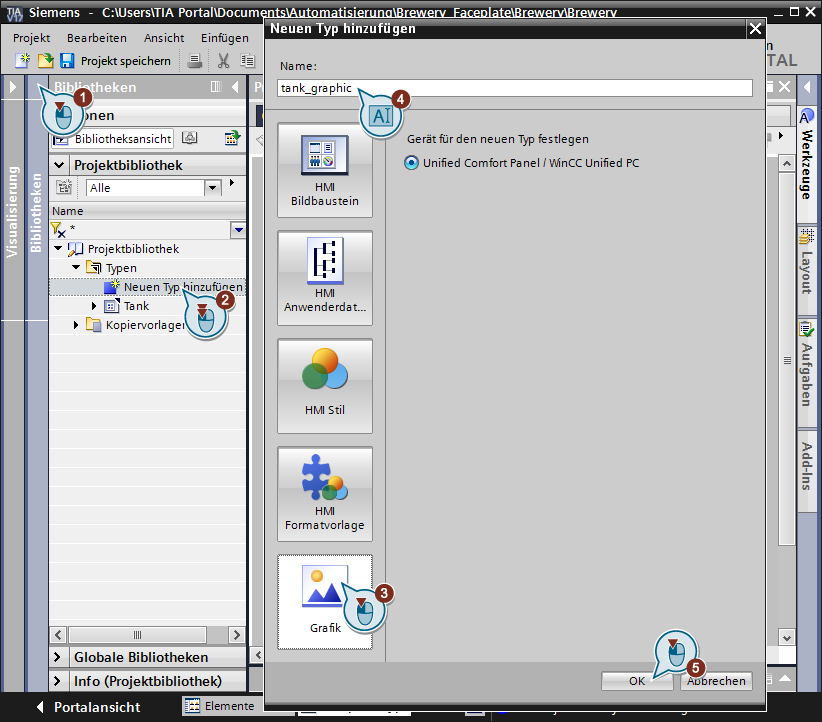 Siemens - C:\Users\TIA Portal\Documents\Automatisierung\Brewery_Faceplate\Brewery\Brewery
Projekt Bearbeiten Ansicht Einfügen
Projekt speichern
TAL
Bibliotheken
onen
Bibliotheksansicht
Projektbibliothek
Alle
Name
*
Projektbibliothek
Typen
Neuen Typ hinzufügen
Tank
Kopiervorlagen
Globale Bibliotheken
Info (Projektbibliothek)
Portalansicht
Elemente
Visualisierung
Bibliotheken
Neuen Typ hinzufügen
Name:
tank_graphic
HMI
Bildbaustein
HMI
Anwenderdat...
HMI Stil
HMI
Formatvorlage
Grafik
Gerät für den neuen Typ festlegen
Unified Comfort Panel / WinCC Unified PC
OK
Abbrechen
Werkzeuge
Layout
Aufgaben
Add-Ins
1
2
3
4
5